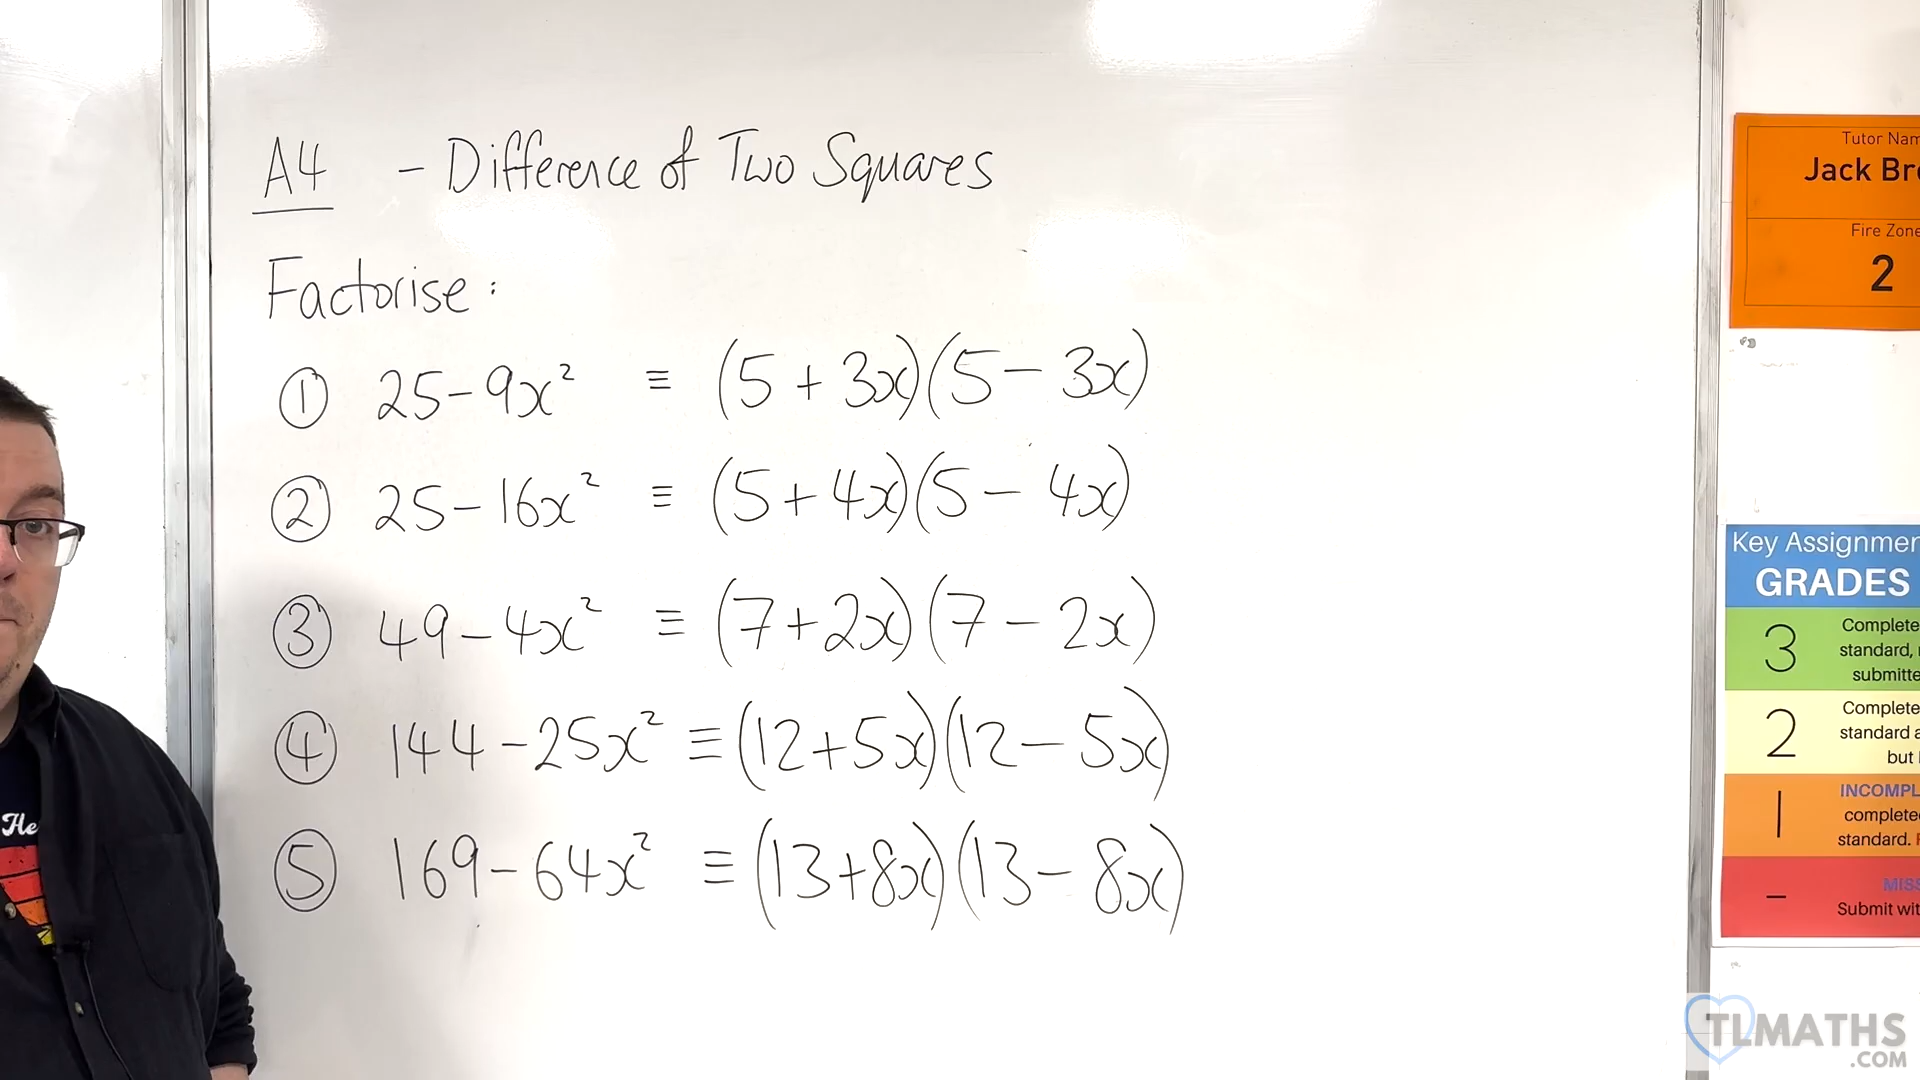 A4 - Difference of Two Squares
Factorise:
① 25-9x² ≡ (5+3x)(5-3x)
② 25-16x² ≡ (5+4x)(5-4x)
③ 49-4x² ≡ (7+2x)(7-2x)
④ 144-25x² ≡ (12+5x)(12-5x)
⑤ 169-64x² ≡ (13+8x)(13-8x)
He
Tutor Nam
Jack Bro
Fire Zone
2
Key Assignmen
GRADES
3
Complete
standard,
submitte
2
Complete
standard a
but
1
INCOMPL
complete
standard.
-
MISS
Submit wit
TLMATHS
.COM